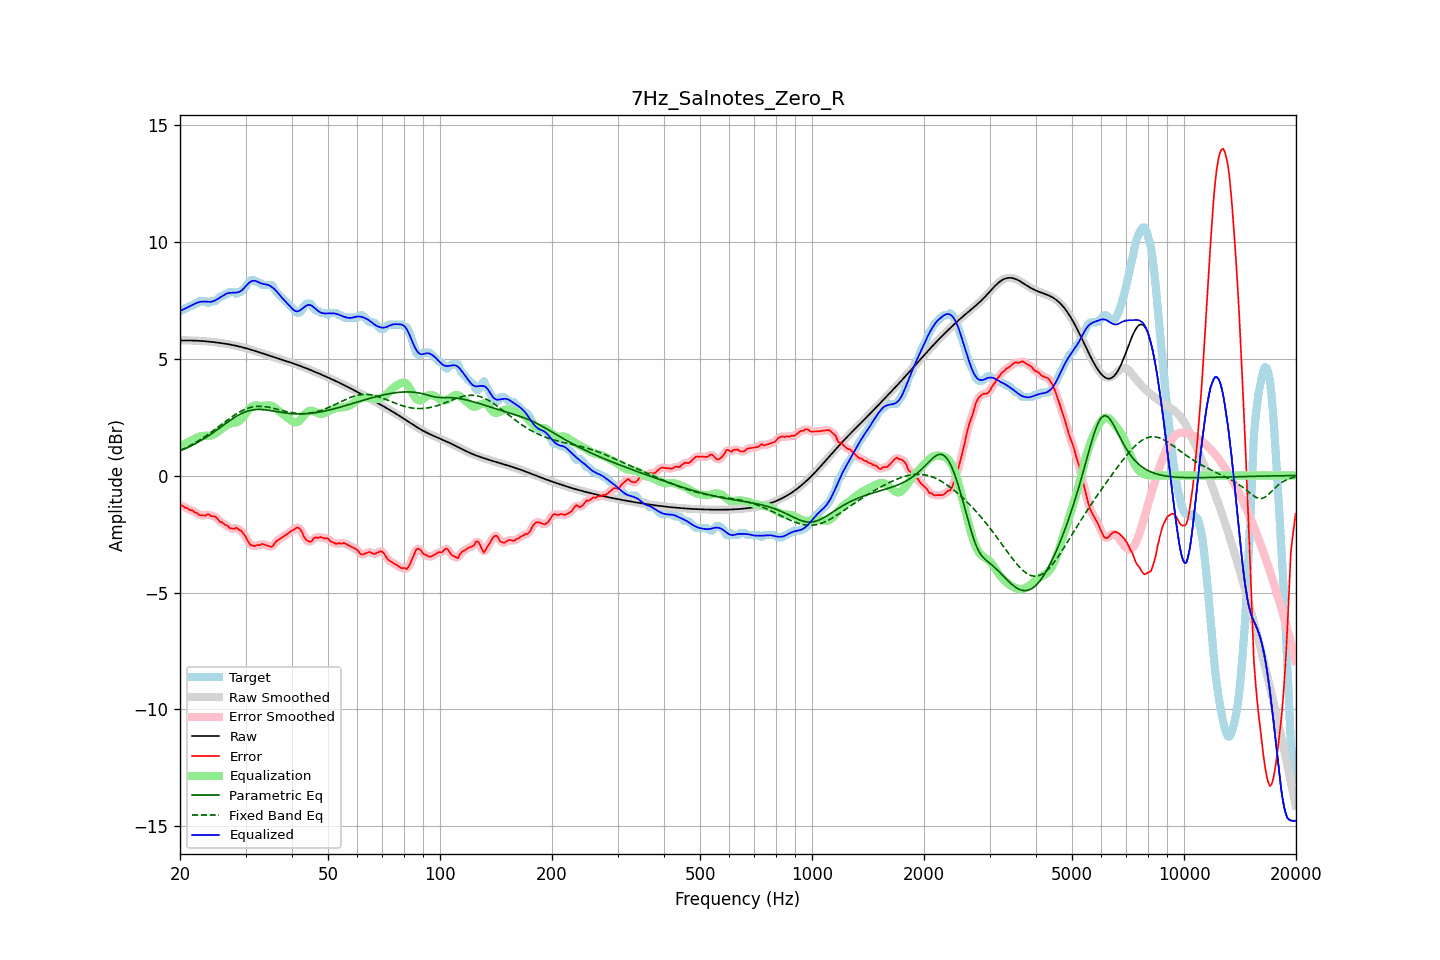 7Hz_Salnotes_Zero_R
Amplitude (dBr)
15
10
5
0
−5
−10
−15
Target
Raw Smoothed
Error Smoothed
Raw
Error
Equalization
Parametric Eq
Fixed Band Eq
Equalized
20 50 100 200 500 1000 2000 5000 10000 20000
Frequency (Hz)